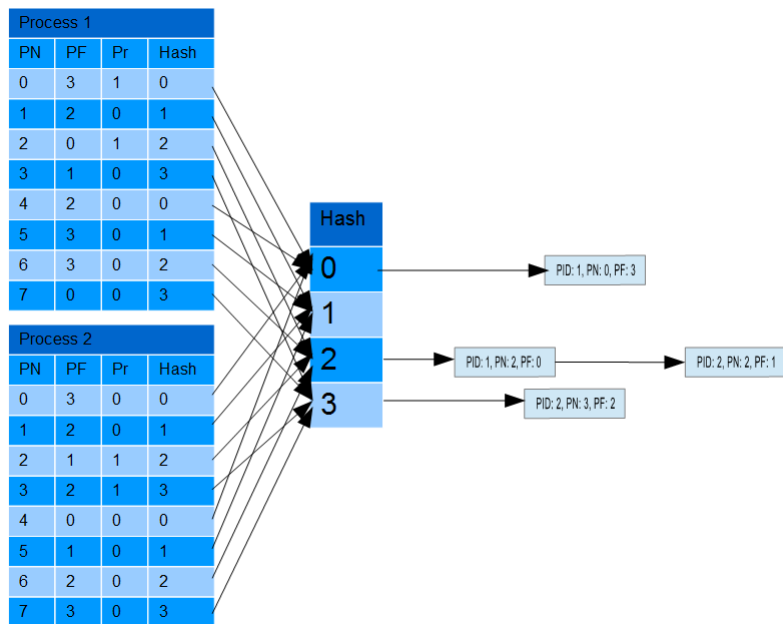 Process 1
PN PF Pr Hash
0 3 1 0
1 2 0 1
2 0 1 2
3 1 0 3
4 2 0 0
5 3 0 1
6 3 0 2
7 0 0 3
Process 2
PN PF Pr Hash
0 3 0 0
1 2 0 1
2 1 1 2
3 2 1 3
4 0 0 0
5 1 0 1
6 2 0 2
7 3 0 3
Hash
0
1
2
3
PID: 1, PN: 0, PF: 3
PID: 1, PN: 2, PF: 0
PID: 2, PN: 2, PF: 1
PID: 2, PN: 3, PF: 2